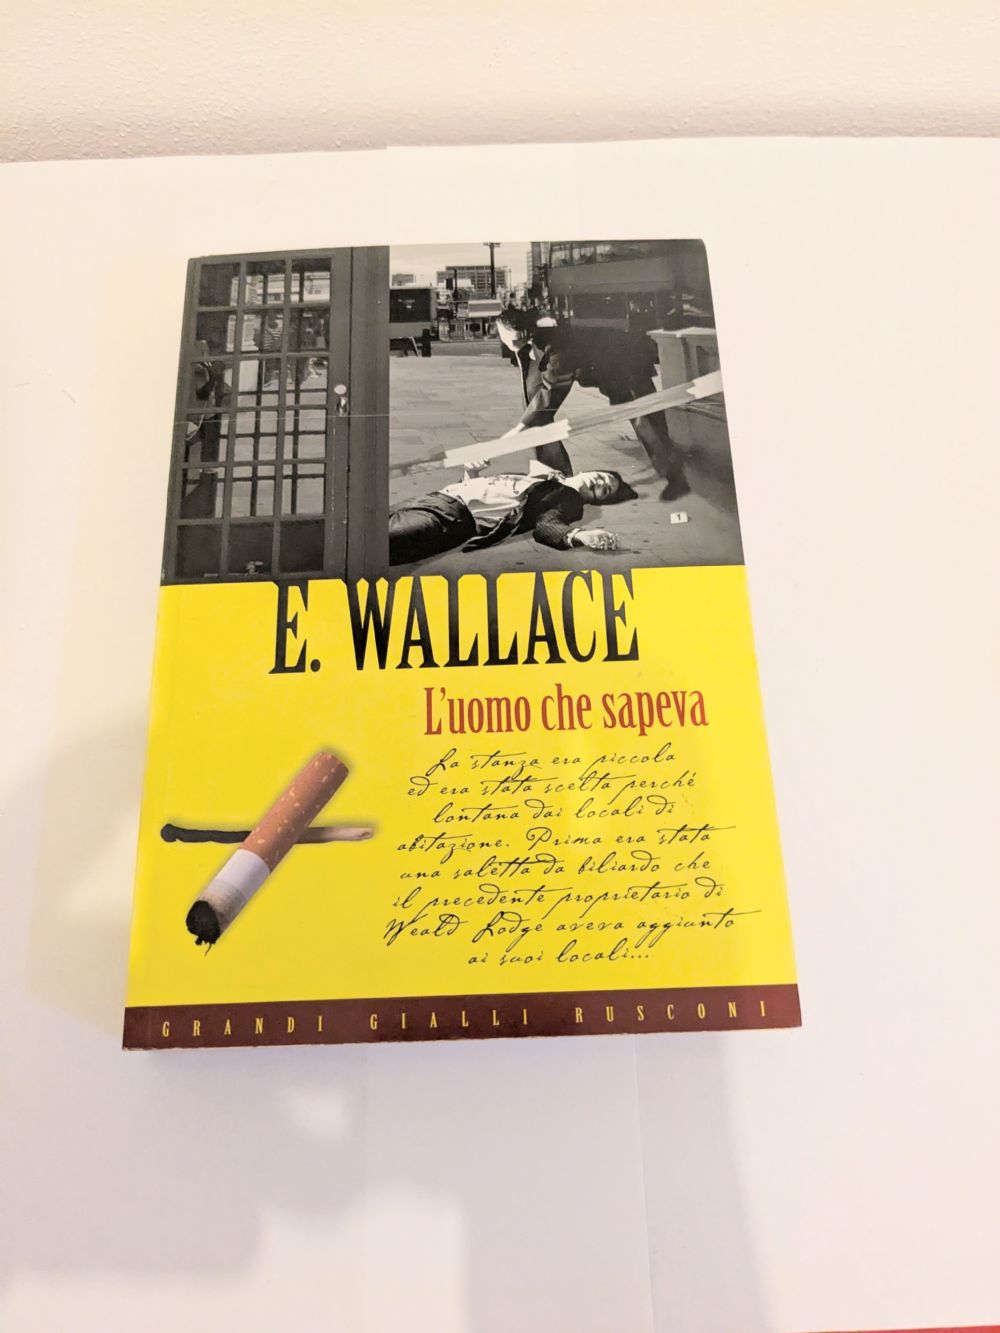 1
E. WALLACE
L'uomo che sapeva
La stanza era piccola
ed era stata scelta perché
lontana dai locali di
abitazione. Prima era stata
una saletta da biliardo che
il precedente proprietario di
Weald Lodge aveva aggiunto
ai suoi locali...
GRANDI GIALLI RUSCONI